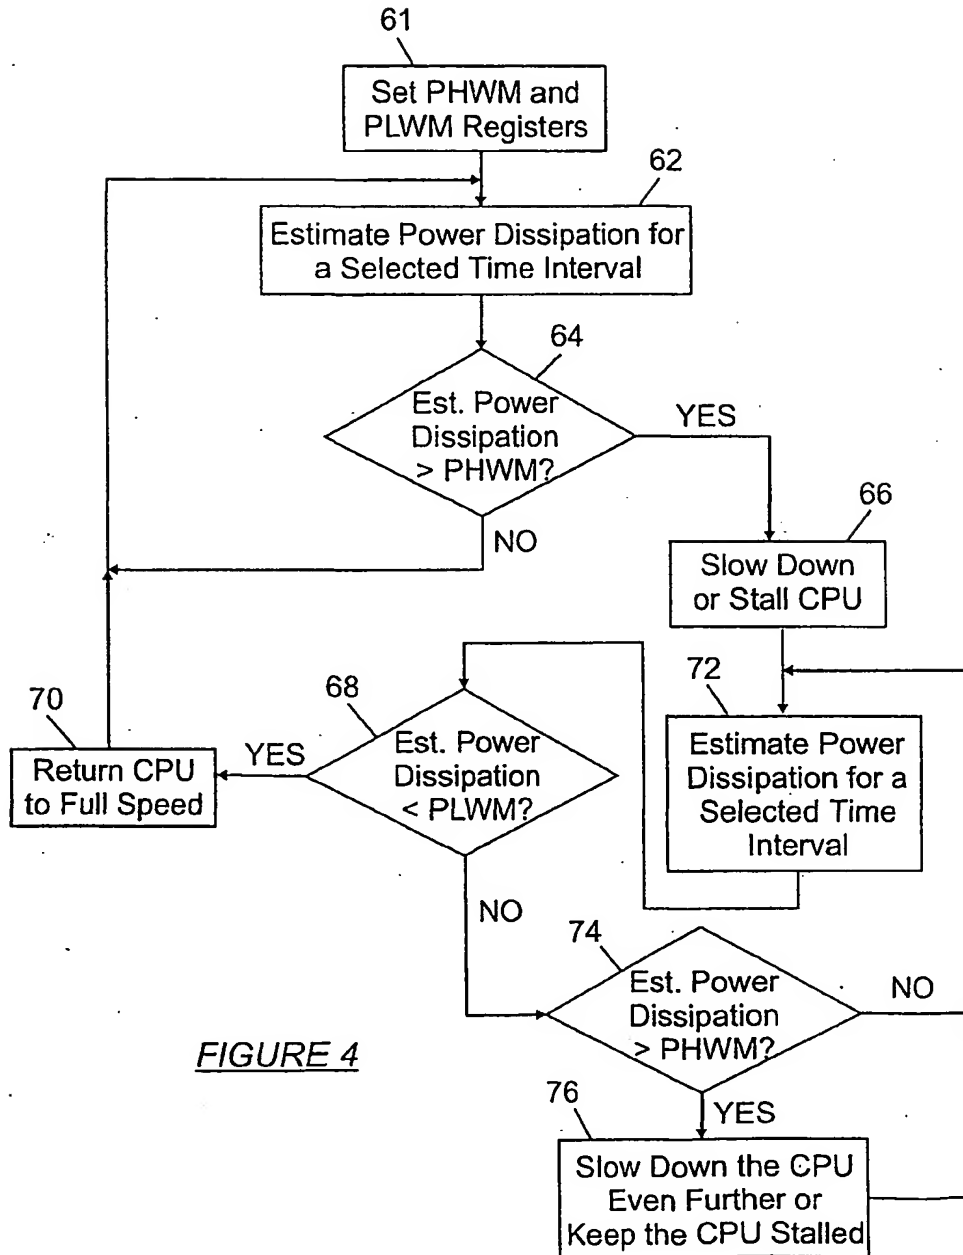 61
Set PHWM and
PLWM Registers
62
Estimate Power Dissipation for
a Selected Time Interval
64
Est. Power
Dissipation
> PHWM?
YES
NO
66
Slow Down
or Stall CPU
72
Estimate Power
Dissipation for a
Selected Time
Interval
68
Est. Power
Dissipation
< PLWM?
YES
NO
70
Return CPU
to Full Speed
74
Est. Power
Dissipation
> PHWM?
NO
YES
76
Slow Down the CPU
Even Further or
Keep the CPU Stalled
FIGURE 4